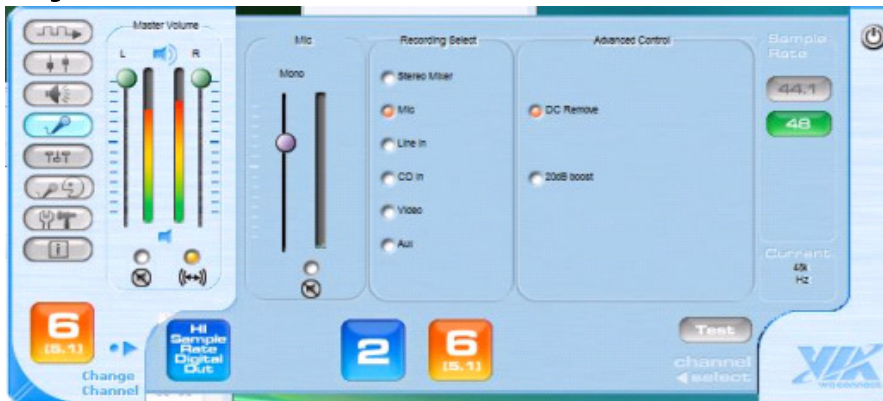 Master Volume
L
R
Mic
Mono
Recording Select
Stereo Mixer
Mic
Line In
CD In
Video
Aux
Advanced Control
DC Remove
20dB boost
Sample
Rate
44.1
48
Current
48k
Hz
6
(5.1)
Change
Channel
Hi
Sample
Rate
Digital
Out
2
6
(5.1)
Test
channel
select
VIA
we connect